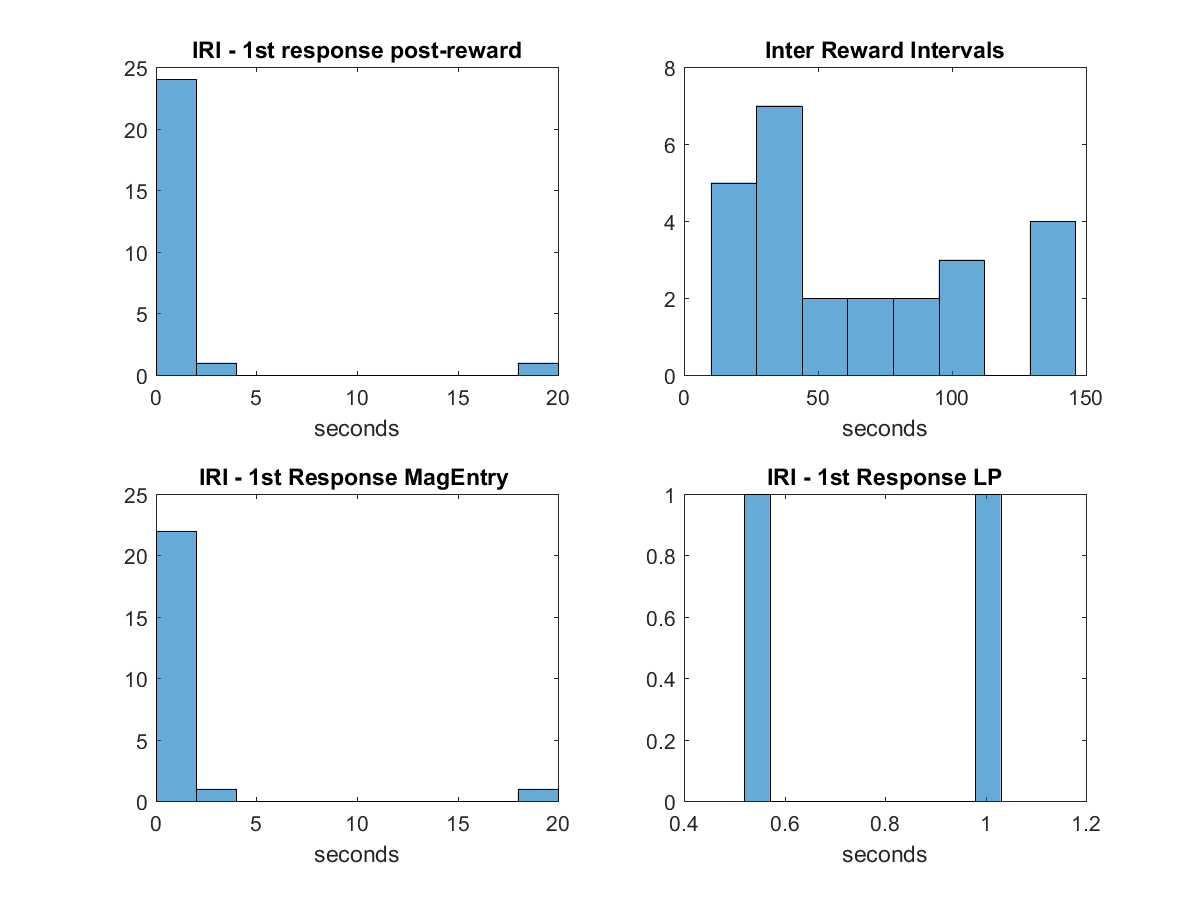 IRI - 1st response post-reward
25
20
15
10
5
0
0 5 10 15 20
seconds
Inter Reward Intervals
8
6
4
2
0
0 50 100 150
seconds
IRI - 1st Response MagEntry
25
20
15
10
5
0
0 5 10 15 20
seconds
IRI - 1st Response LP
1
0.8
0.6
0.4
0.2
0
0.4 0.6 0.8 1 1.2
seconds